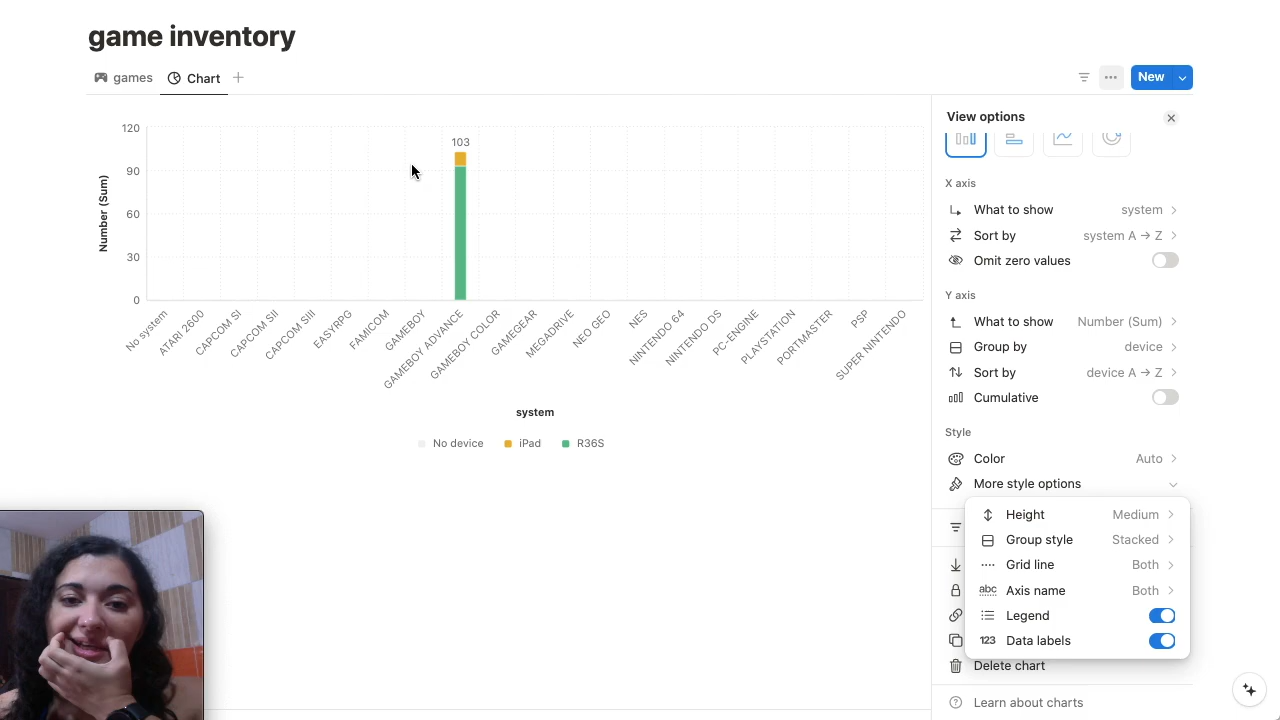 game inventory
games
Chart
New
View options
120
90
60
30
0
Number (Sum)
103
No system
ATARI 2600
CAPCOM SI
CAPCOM SII
CAPCOM SIII
EASYRPG
FAMICOM
GAMEBOY
GAMEBOY ADVANCE
GAMEBOY COLOR
GAMEGEAR
MEGADRIVE
NEO GEO
NES
NINTENDO 64
NINTENDO DS
PC-ENGINE
PLAYSTATION
PORTMASTER
PSP
SUPER NINTENDO
system
No device
iPad
R36S
X axis
What to show system
Sort by system A → Z
Omit zero values
Y axis
What to show Number (Sum)
Group by device
Sort by device A → Z
Cumulative
Style
Color Auto
More style options
Height Medium
Group style Stacked
Grid line Both
abc Axis name Both
Legend
123 Data labels
Delete chart
Learn about charts